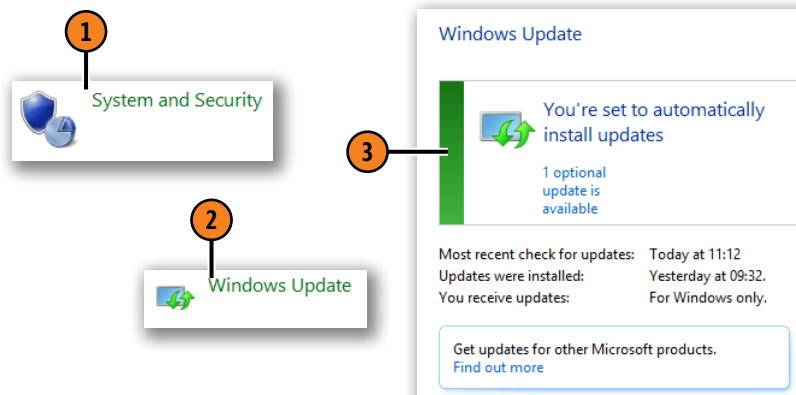 1
System and Security
2
Windows Update
3
Windows Update
You're set to automatically
install updates
1 optional
update is
available
Most recent check for updates: Today at 11:12
Updates were installed: Yesterday at 09:32.
You receive updates: For Windows only.
Get updates for other Microsoft products.
Find out more